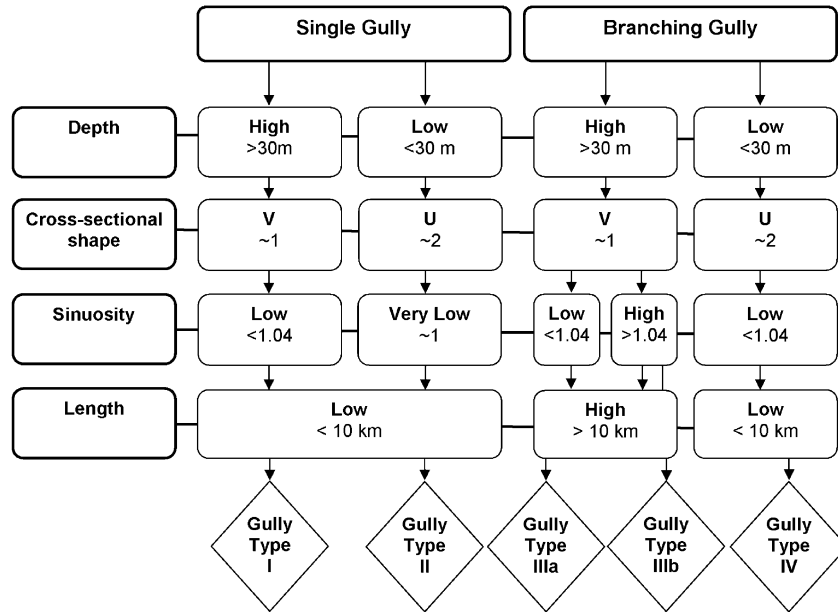 Single Gully
Branching Gully
Depth
High
>30m
Low
<30 m
High
>30 m
Low
<30 m
Cross-sectional
shape
V
~1
U
~2
V
~1
U
~2
Sinuosity
Low
<1.04
Very Low
~1
Low
<1.04
High
>1.04
Low
<1.04
Length
Low
< 10 km
High
> 10 km
Low
< 10 km
Gully
Type
I
Gully
Type
II
Gully
Type
IIIa
Gully
Type
IIIb
Gully
Type
IV